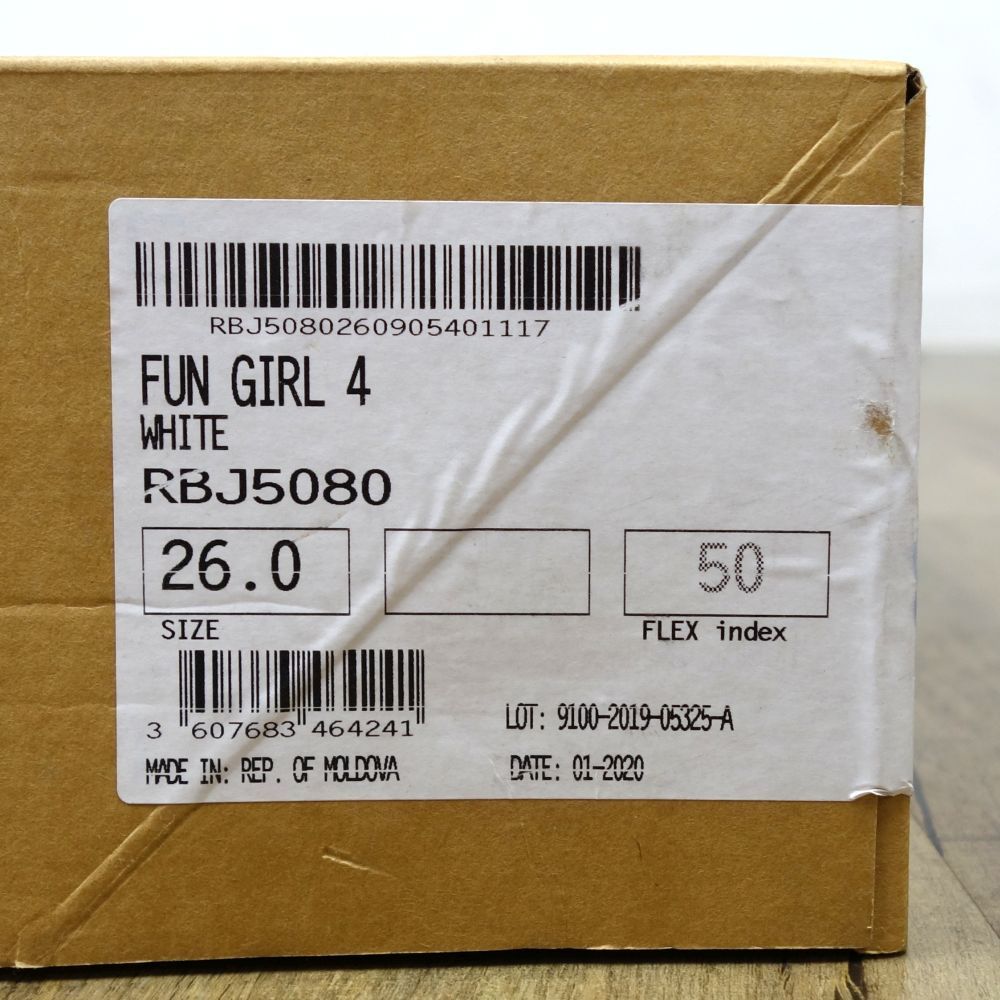 RBJ5080260905401117
FUN GIRL 4
WHITE
RBJ5080
26.0
50
SIZE
FLEX index
3 607683 464241
LOT: 9100-2019-05325-A
MADE IN: REP. OF MOLDOVA
DATE: 01-2020